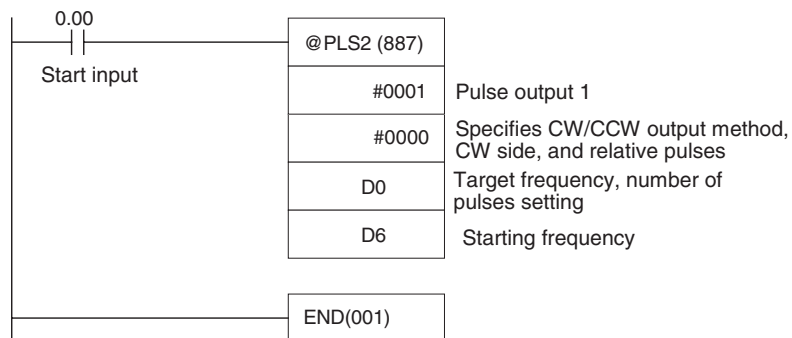 0.00
@PLS2 (887)
Start input
#0001
Pulse output 1
#0000
Specifies CW/CCW output method,
CW side, and relative pulses
D0
Target frequency, number of
pulses setting
D6
Starting frequency
END(001)